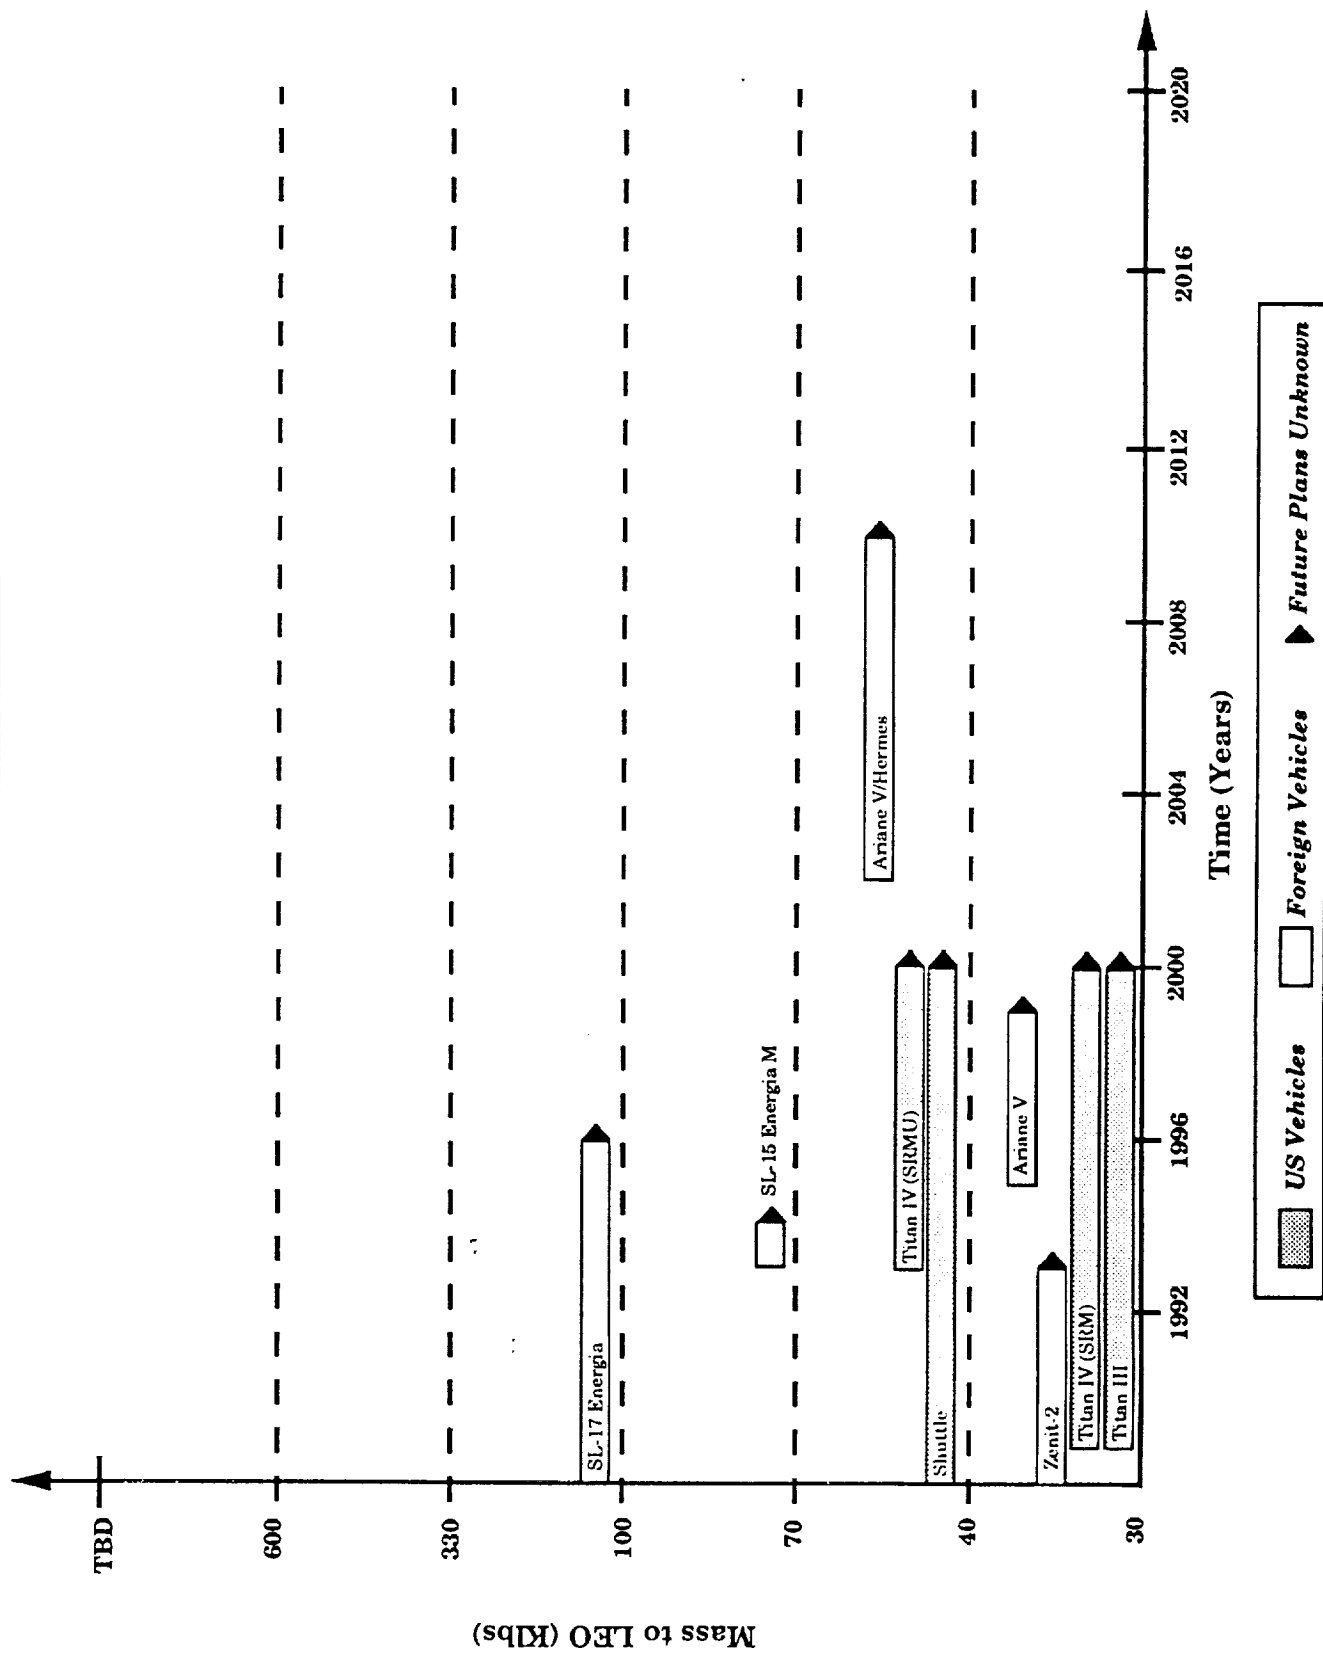 Mass to LEO (Klbs)
TBD
600
330
100
70
40
30
SL-17 Energia
SL-15 Energia M
Ariane V/Hermes
Titan IV (SRMU)
Shuttle
Ariane V
Zenit-2
Titan IV (SRM)
Titan III
1992
1996
2000
2004
2008
2012
2016
2020
Time (Years)
US Vehicles
Foreign Vehicles
Future Plans Unknown